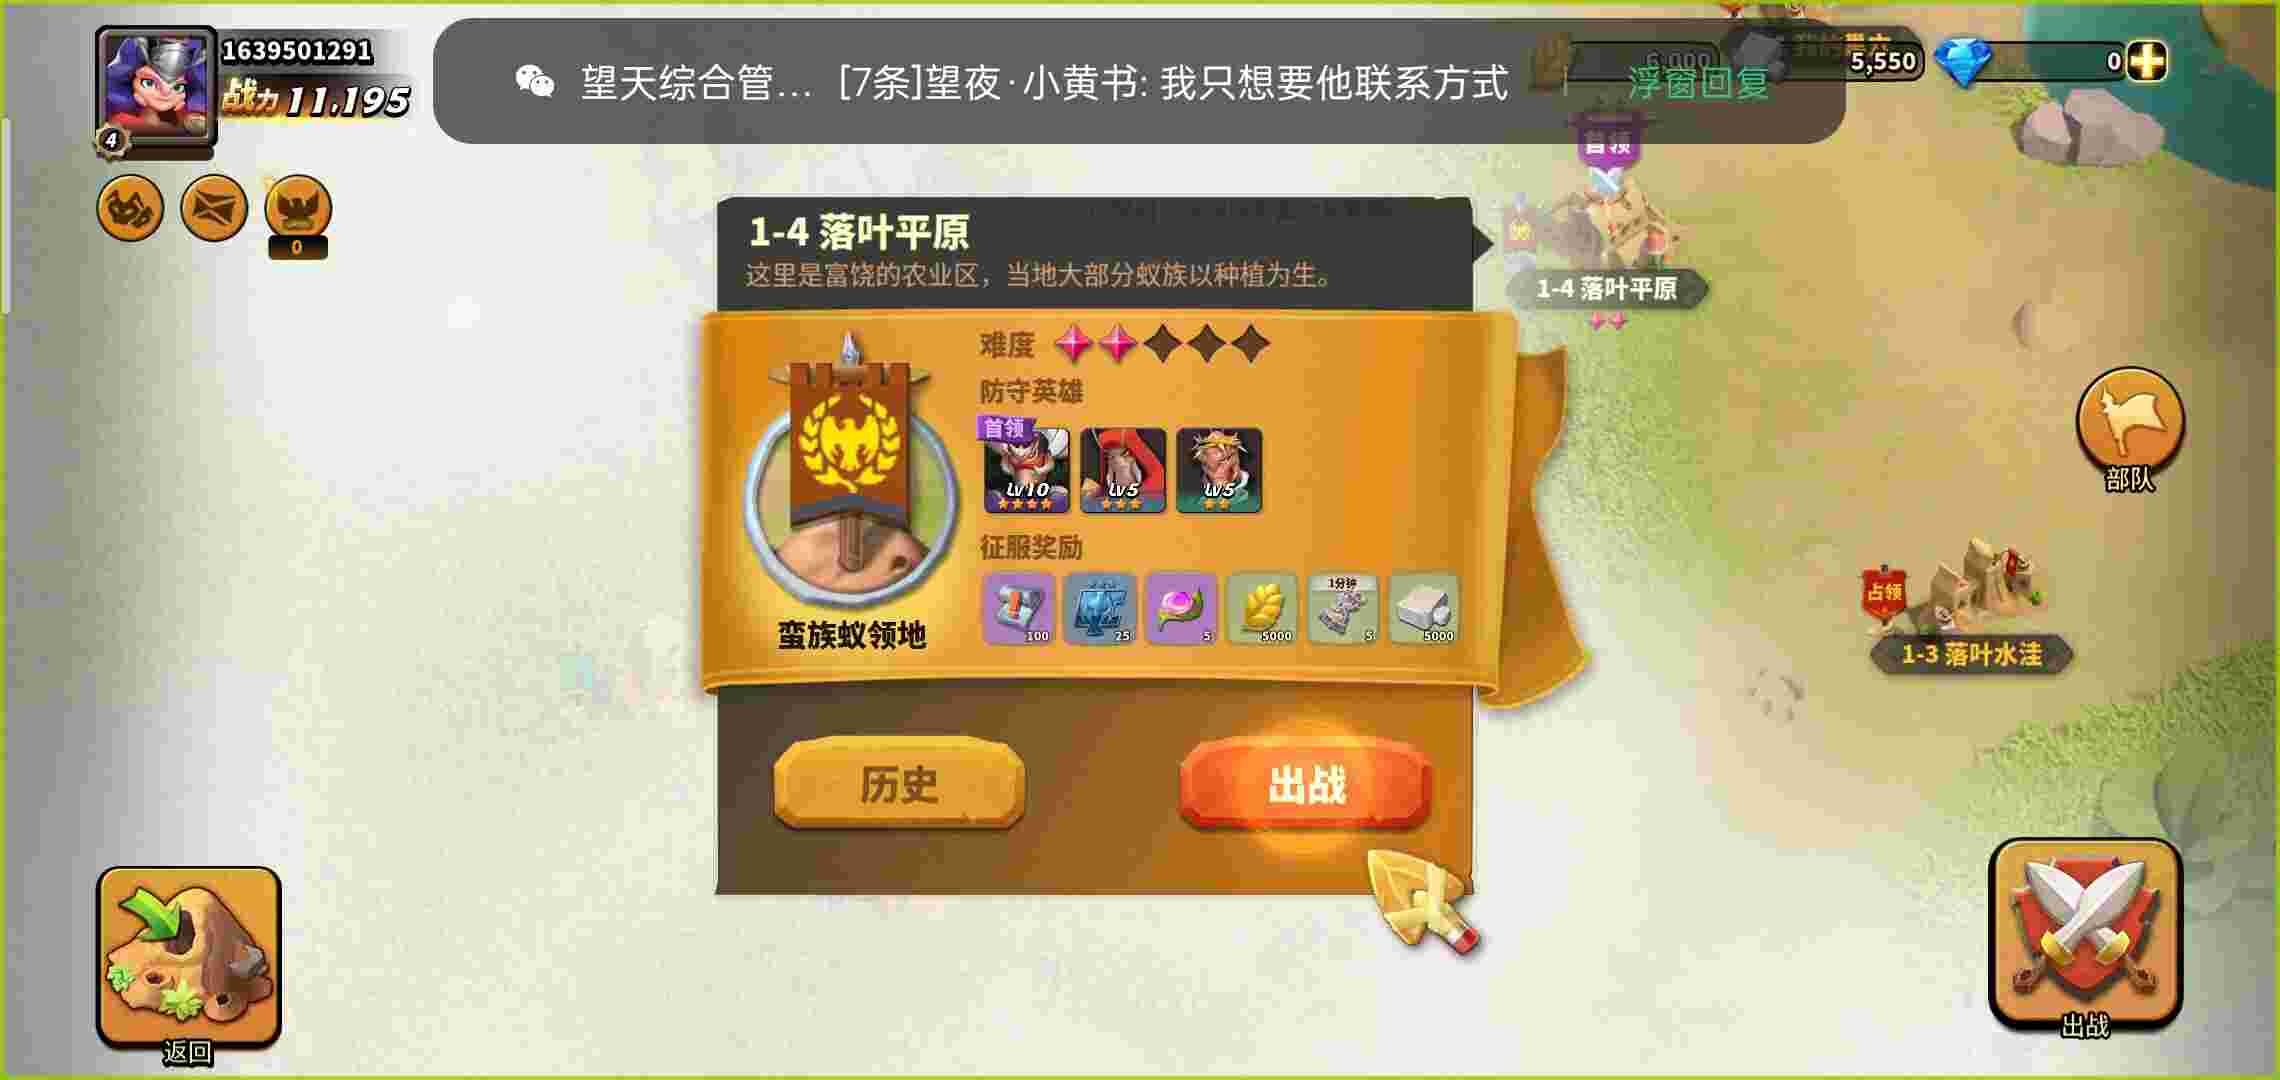 1639501291
战力 11,195
4
望天综合管… [7条]望夜·小黄书: 我只想要他联系方式
浮窗回复
6,000
5,550
0
0
首领
1-4 落叶平原
这里是富饶的农业区，当地大部分蚁族以种植为生。
1-4 落叶平原
难度
防守英雄
首领
Lv10
Lv5
Lv5
征服奖励
1分钟
100
25
5
5000
5
5000
蛮族蚁领地
部队
占领
1-3 落叶水洼
历史
出战
返回
出战